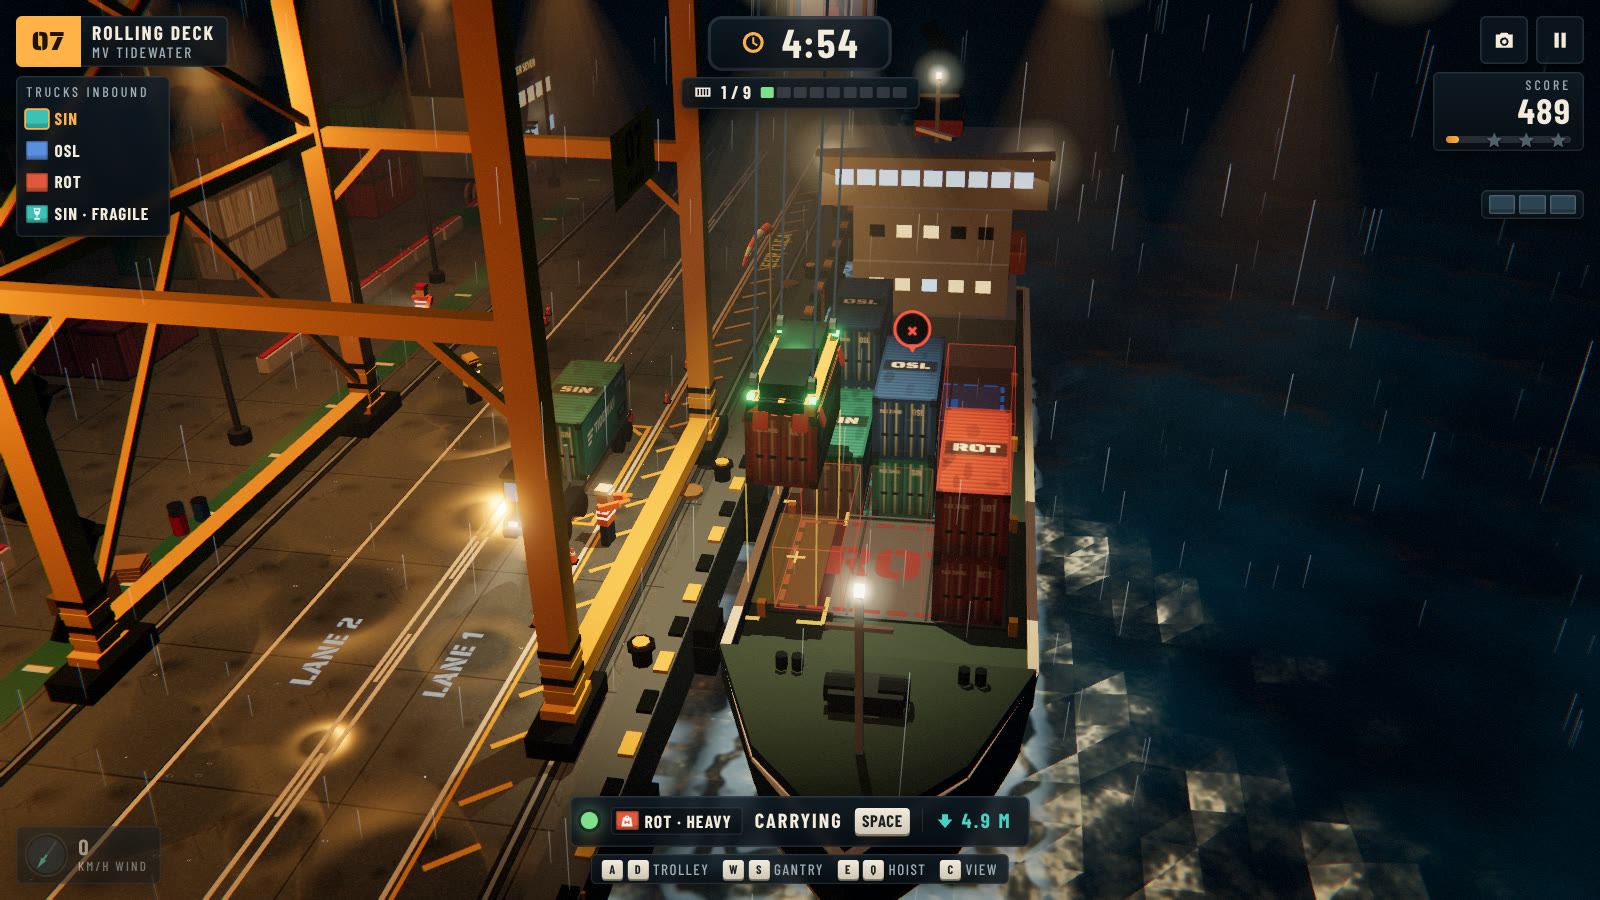 07
ROLLING DECK
MV TIDEWATER
4:54
SCORE
489
1/9
TRUCKS INBOUND
SIN
OSL
ROT
SIN · FRAGILE
OSL
OSL
SIN
ROT
ROT
LANE 2
LANE 1
ROT · HEAVY
CARRYING
SPACE
4.9 M
0
KM/H WIND
A D TROLLEY
W S GANTRY
E Q HOIST
C VIEW